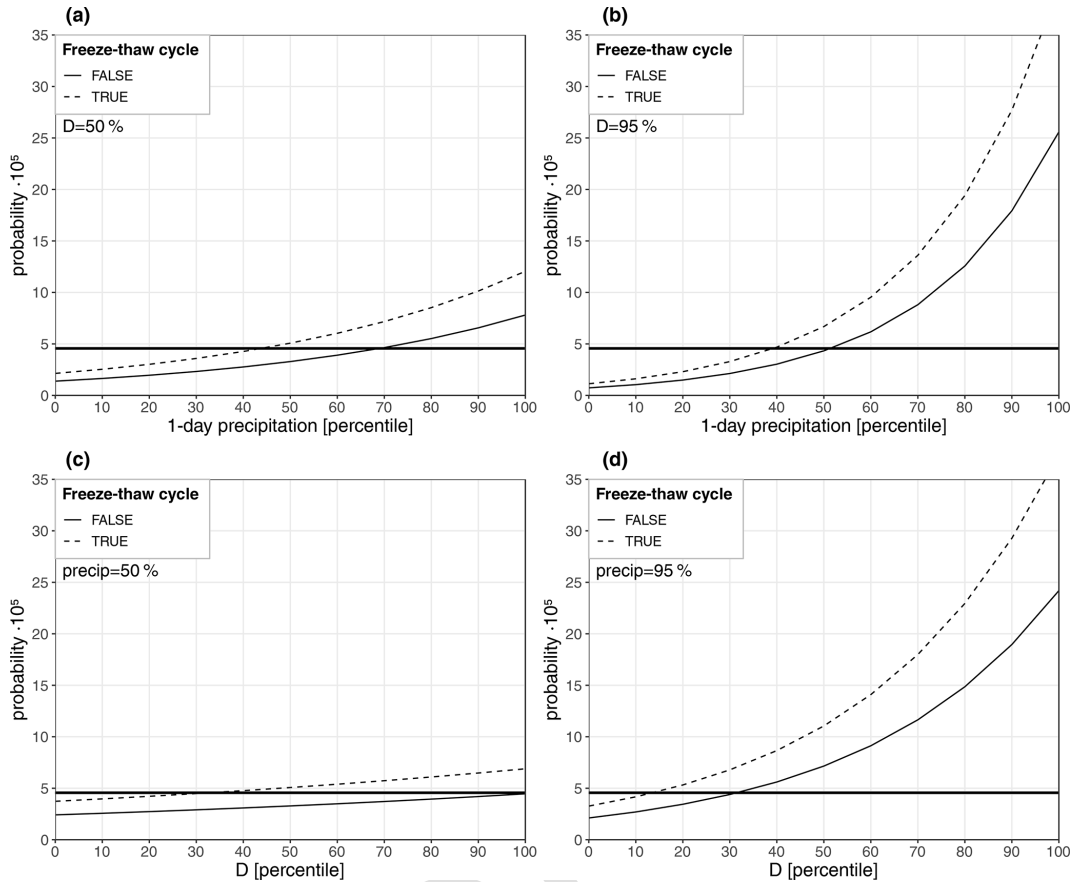 (a)
35
30
25
20
15
10
5
0
probability ·10⁵
Freeze-thaw cycle
FALSE
TRUE
D=50 %
0 10 20 30 40 50 60 70 80 90 100
1-day precipitation [percentile]
(b)
35
30
25
20
15
10
5
0
probability ·10⁵
Freeze-thaw cycle
FALSE
TRUE
D=95 %
0 10 20 30 40 50 60 70 80 90 100
1-day precipitation [percentile]
(c)
35
30
25
20
15
10
5
0
probability ·10⁵
Freeze-thaw cycle
FALSE
TRUE
precip=50 %
0 10 20 30 40 50 60 70 80 90 100
D [percentile]
(d)
35
30
25
20
15
10
5
0
probability ·10⁵
Freeze-thaw cycle
FALSE
TRUE
precip=95 %
0 10 20 30 40 50 60 70 80 90 100
D [percentile]